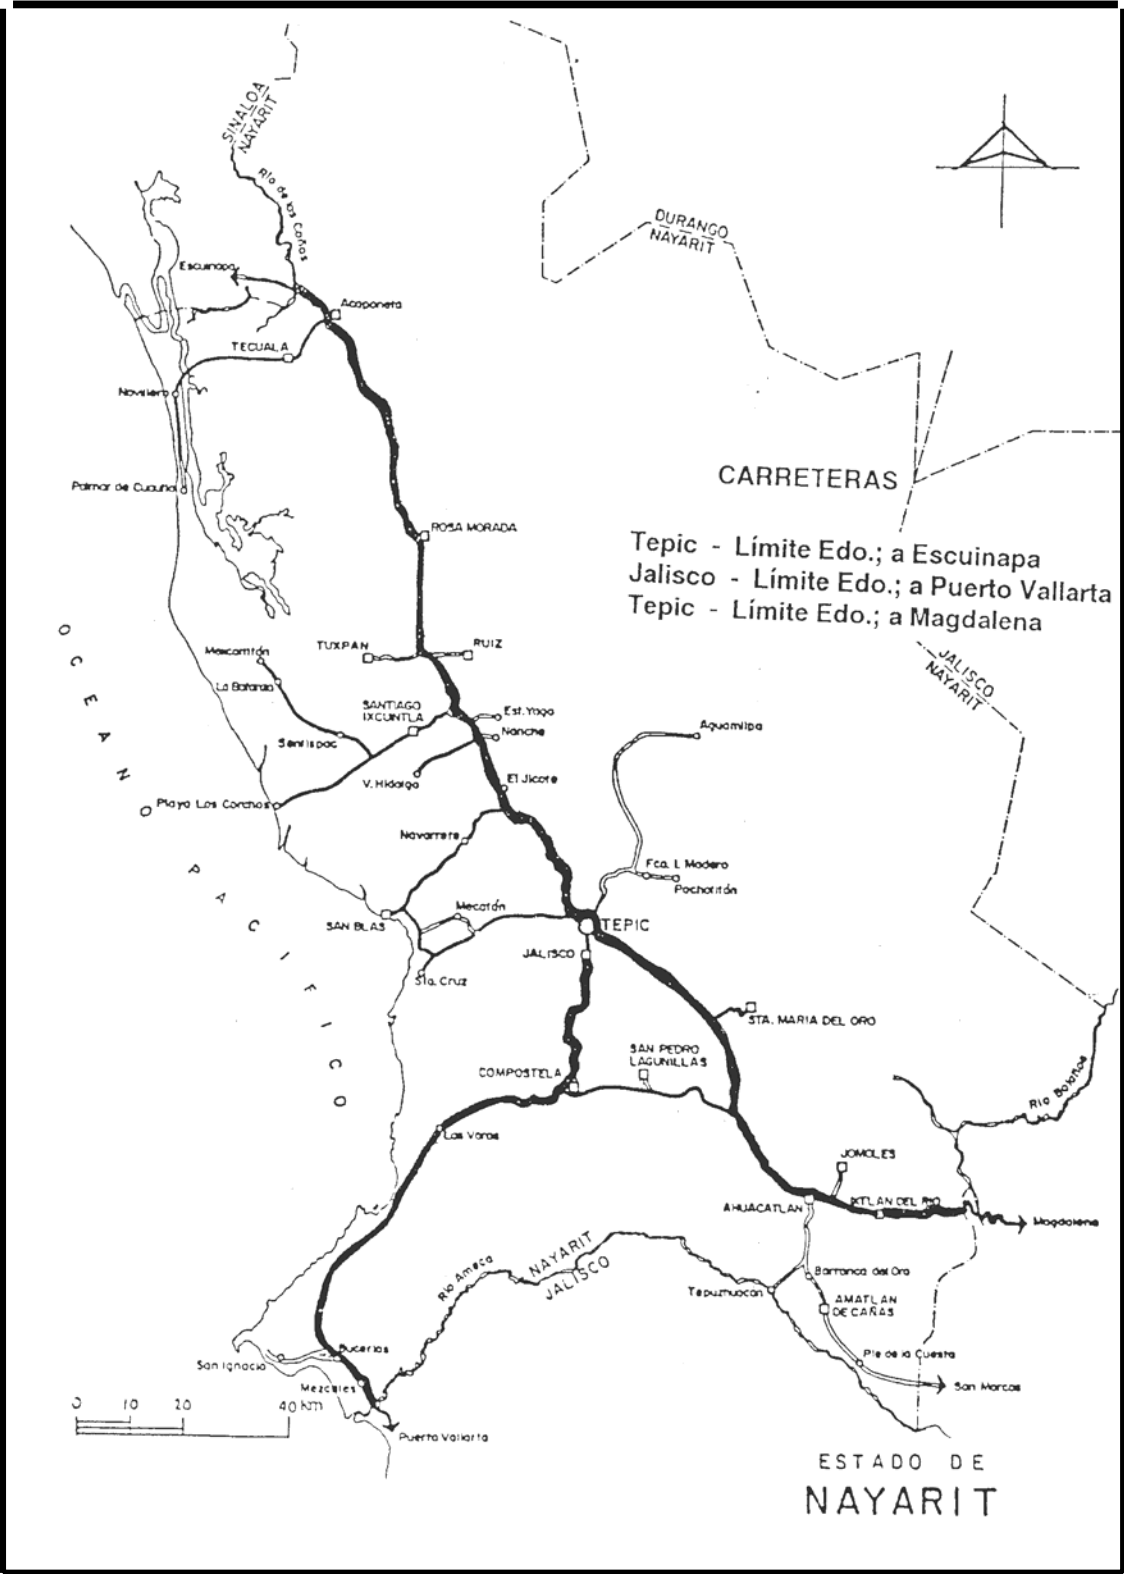 SINALOA
NAYARIT
Río de las Cañas
DURANGO
NAYARIT
Escuinapa
Acaponeta
TECUALA
Novillero
CARRETERAS
Palmar de Cuautla
ROSA MORADA
Tepic - Límite Edo.; a Escuinapa
Jalisco - Límite Edo.; a Puerto Vallarta
Tepic - Límite Edo.; a Magdalena
OCEANO PACIFICO
TUXPAN
RUIZ
Mexcaltitán
La Batanza
JALISCO
NAYARIT
SANTIAGO
IXCUINTLA
Est. Yago
Nanche
Aguamilpa
Sentispac
V. Hidalgo
El Jicote
Playa Los Corchos
Navarrete
Fco. I. Madero
Pochotitán
Mecatán
SAN BLAS
TEPIC
JALISCO
Sta. Cruz
STA. MARIA DEL ORO
SAN PEDRO
LAGUNILLAS
COMPOSTELA
Río Bolaños
Las Varas
JOMULES
AHUACATLAN
IXTLAN DEL RIO
Magdalena
Río Ameca
NAYARIT
JALISCO
Barranca del Oro
Tepuzhuacán
AMATLAN
DE CAÑAS
Bucerías
San Ignacio
Pie de la Cuesta
Mezcales
San Marcos
0 10 20 40 km
Puerto Vallarta
ESTADO DE
NAYARIT